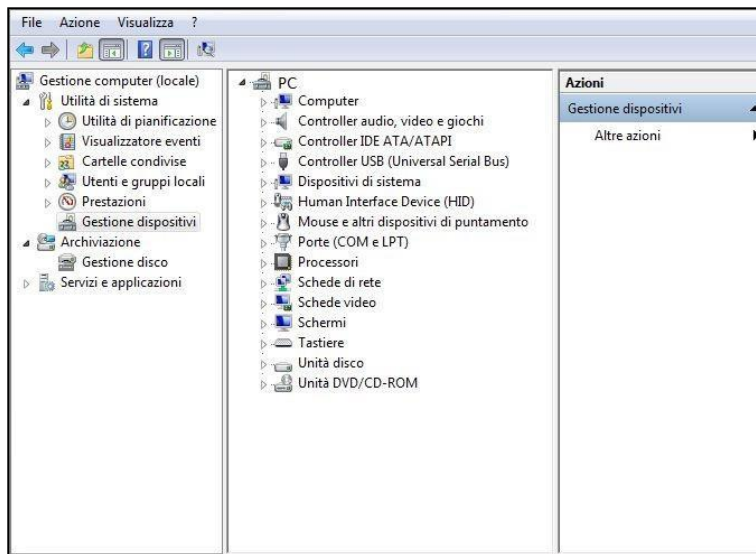 File Azione Visualizza ?
Gestione computer (locale)
Utilità di sistema
Utilità di pianificazione
Visualizzatore eventi
Cartelle condivise
Utenti e gruppi locali
Prestazioni
Gestione dispositivi
Archiviazione
Gestione disco
Servizi e applicazioni
PC
Computer
Controller audio, video e giochi
Controller IDE ATA/ATAPI
Controller USB (Universal Serial Bus)
Dispositivi di sistema
Human Interface Device (HID)
Mouse e altri dispositivi di puntamento
Porte (COM e LPT)
Processori
Schede di rete
Schede video
Schermi
Tastiere
Unità disco
Unità DVD/CD-ROM
Azioni
Gestione dispositivi
Altre azioni